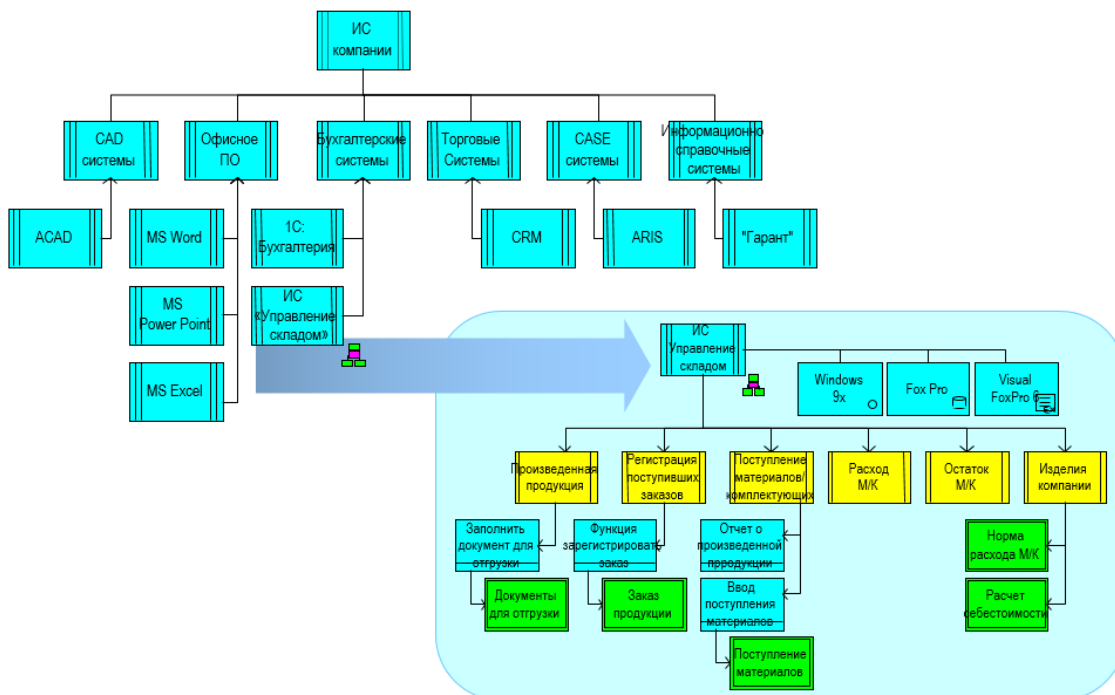 ИС
компании
CAD
системы
Офисное
ПО
Бухгалтерские
системы
Торговые
Системы
CASE
системы
Информационно
справочные
системы
ACAD
MS Word
1С:
Бухгалтерия
CRM
ARIS
"Гарант"
MS
Power Point
ИС
«Управление
складом»
MS Excel
ИС
Управление
складом
Windows
9x
Fox Pro
Visual
FoxPro 6
Произведенная
продукция
Регистрация
поступивших
заказов
Поступление
материалов/
комплектующих
Расход
М/К
Остаток
М/К
Изделия
компании
Заполнить
документ для
отгрузки
Функция
зарегистрировать
заказ
Отчет о
произведенной
прродукции
Норма
расхода М/К
Документы
для отгрузки
Заказ
продукции
Ввод
поступления
материалов
Расчет
себестоимости
Поступление
материалов